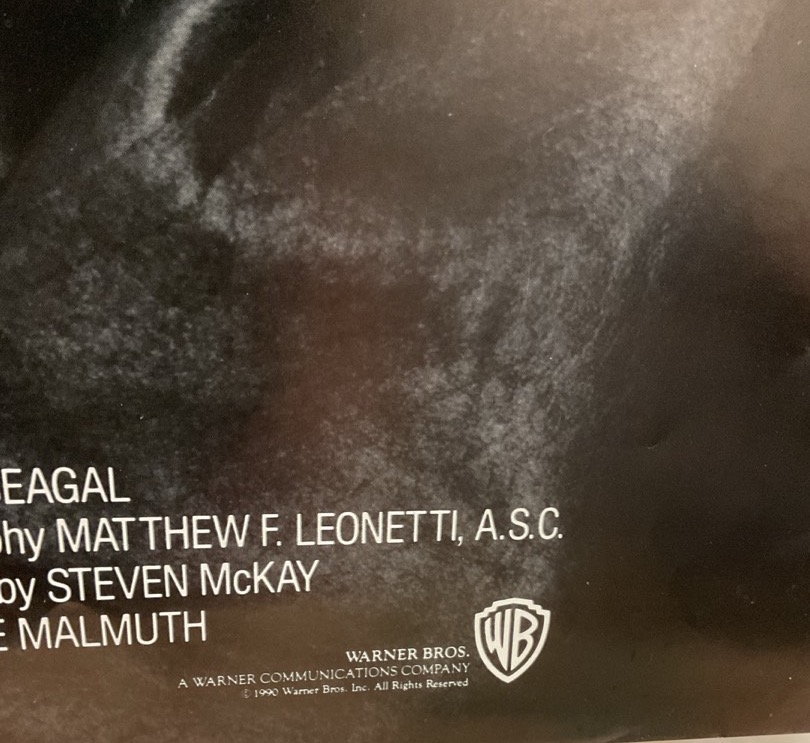 EAGAL
hy MATTHEW F. LEONETTI, A.S.C.
by STEVEN McKAY
E MALMUTH
WARNER BROS.
A WARNER COMMUNICATIONS COMPANY
© 1990 Warner Bros. Inc. All Rights Reserved
WB